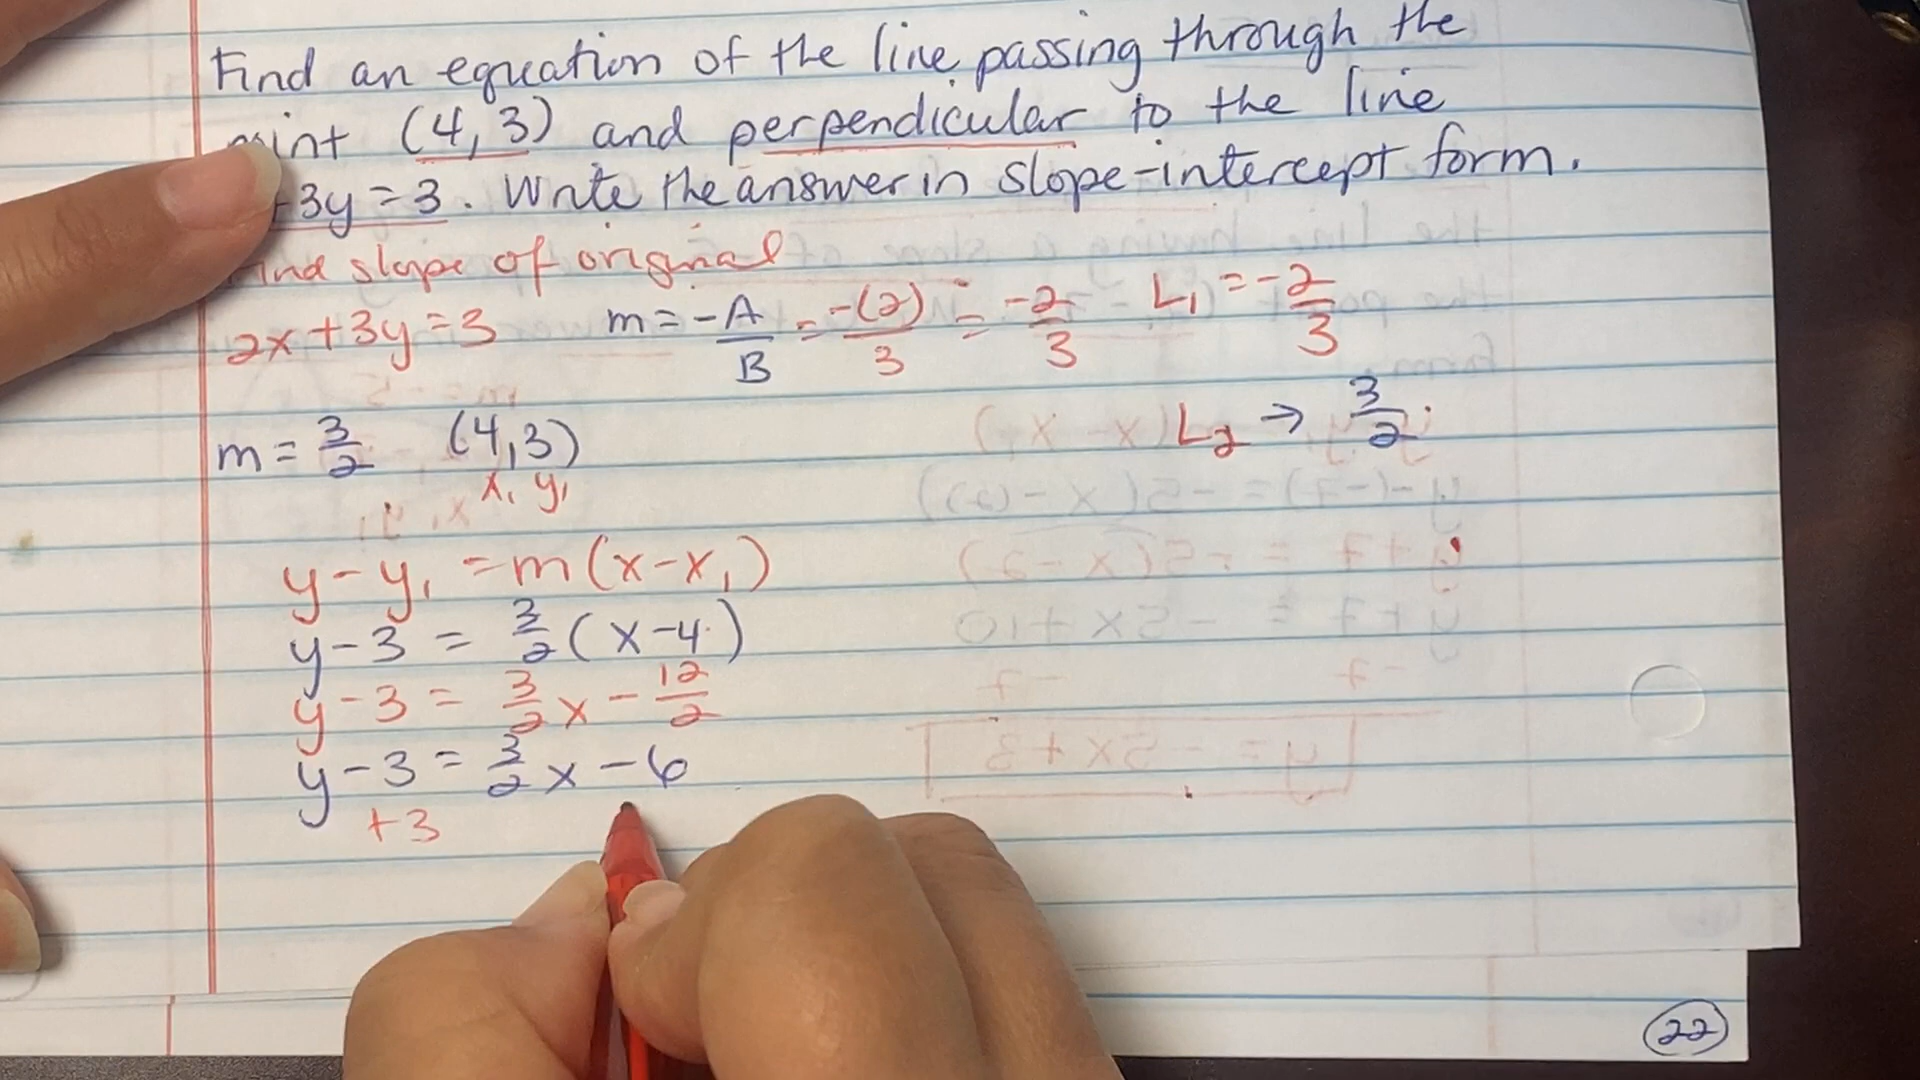 Find an equation of the line passing through the
(4,3) and perpendicular to the line
+3y=3. Write the answer in slope-intercept form.
slope of original
2x+3y=3 m=-A/B = -(2)/3 = -2/3 L₁ = -2/3
m=3/2 (4,3) L₂ → 3/2
x₁ y₁
y-y₁ =m(x-x₁)
y-3 = 3/2(x-4)
y-3 = 3/2x-12/2
y-3 = 3/2x-6
+3
22